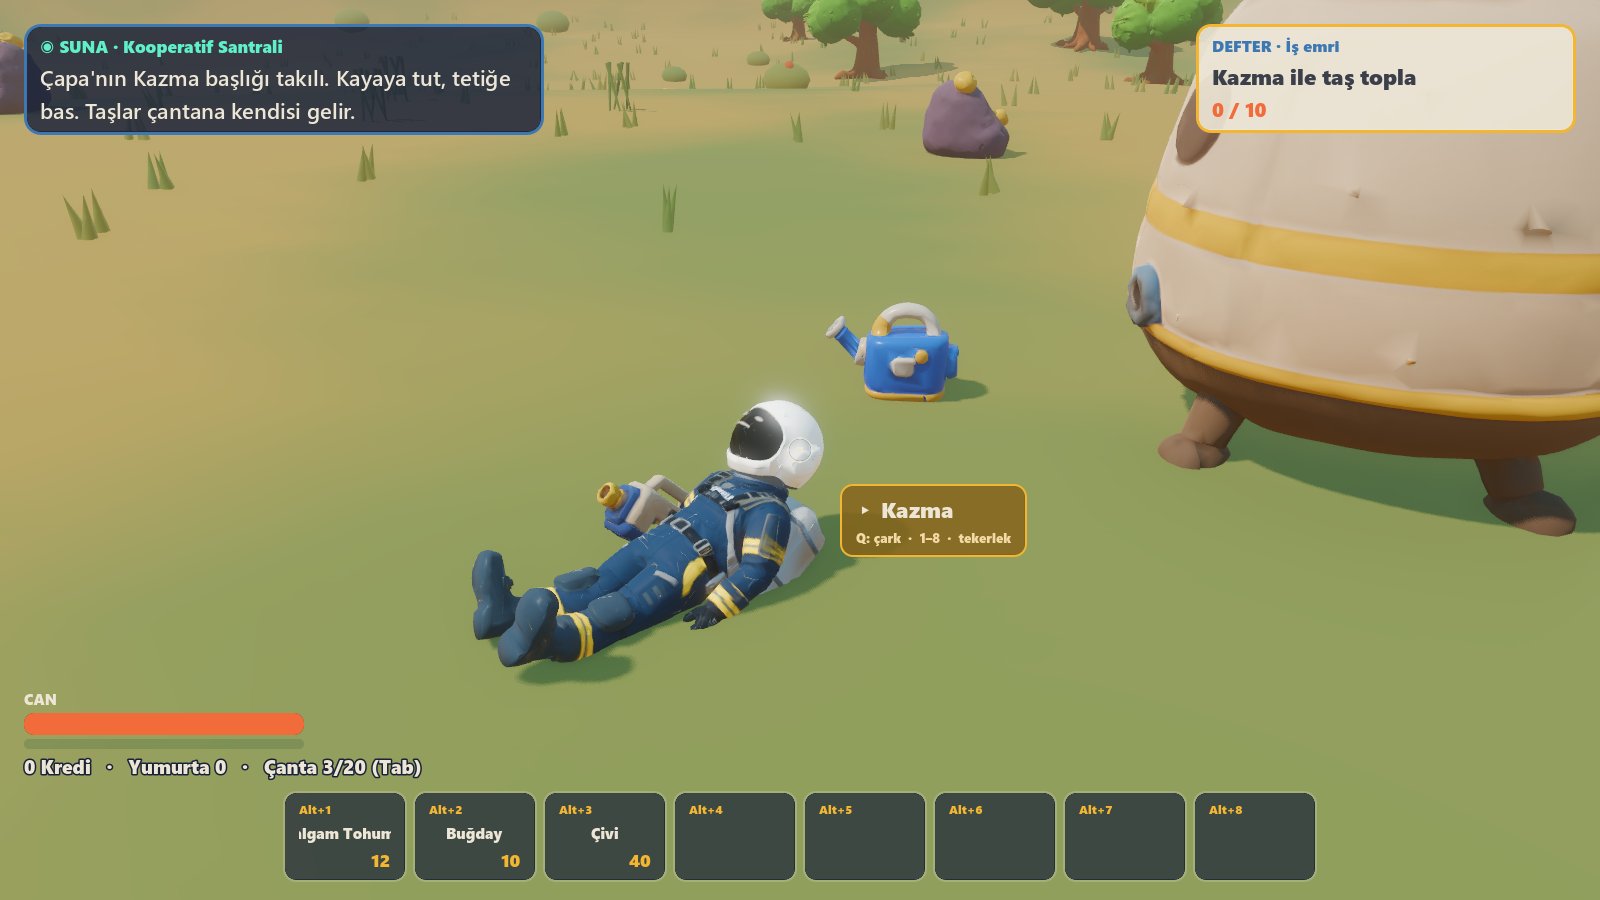 ◉ SUNA · Kooperatif Santrali
Çapa'nın Kazma başlığı takılı. Kayaya tut, tetiğe
bas. Taşlar çantana kendisi gelir.
DEFTER · İş emri
Kazma ile taş topla
0 / 10
▸ Kazma
Q: çark · 1–8 · tekerlek
CAN
0 Kredi · Yumurta 0 · Çanta 3/20 (Tab)
Alt+1 Alt+2 Alt+3 Alt+4 Alt+5 Alt+6 Alt+7 Alt+8
lgam Tohum Buğday Çivi
12 10 40